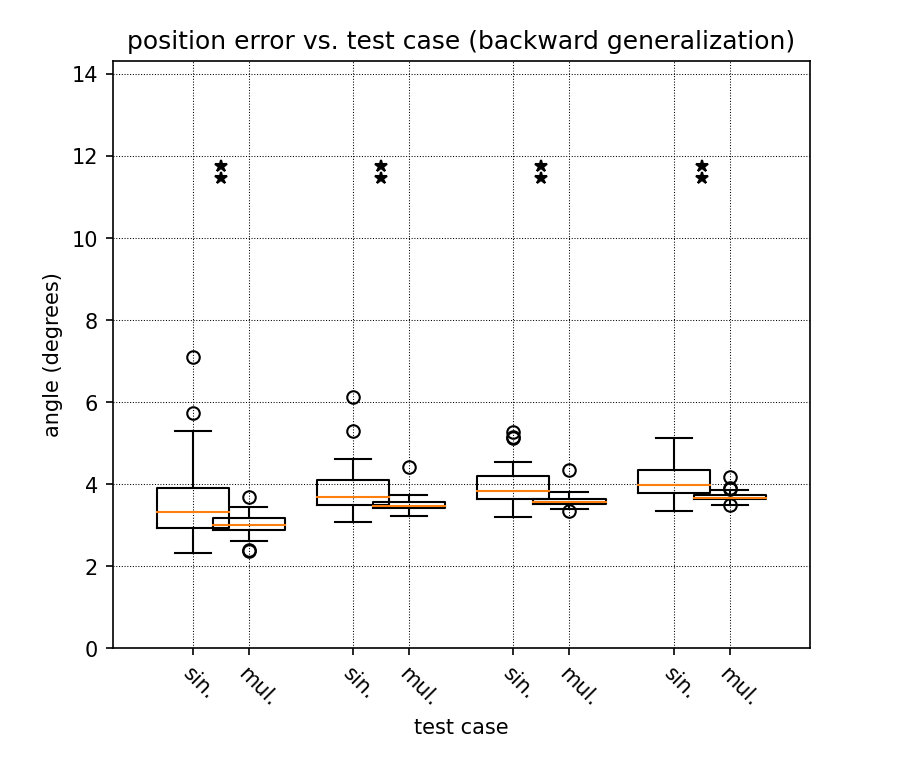 position error vs. test case (backward generalization)
14
12
10
8
6
4
2
0
angle (degrees)
sin. mul. sin. mul. sin. mul. sin. mul.
test case